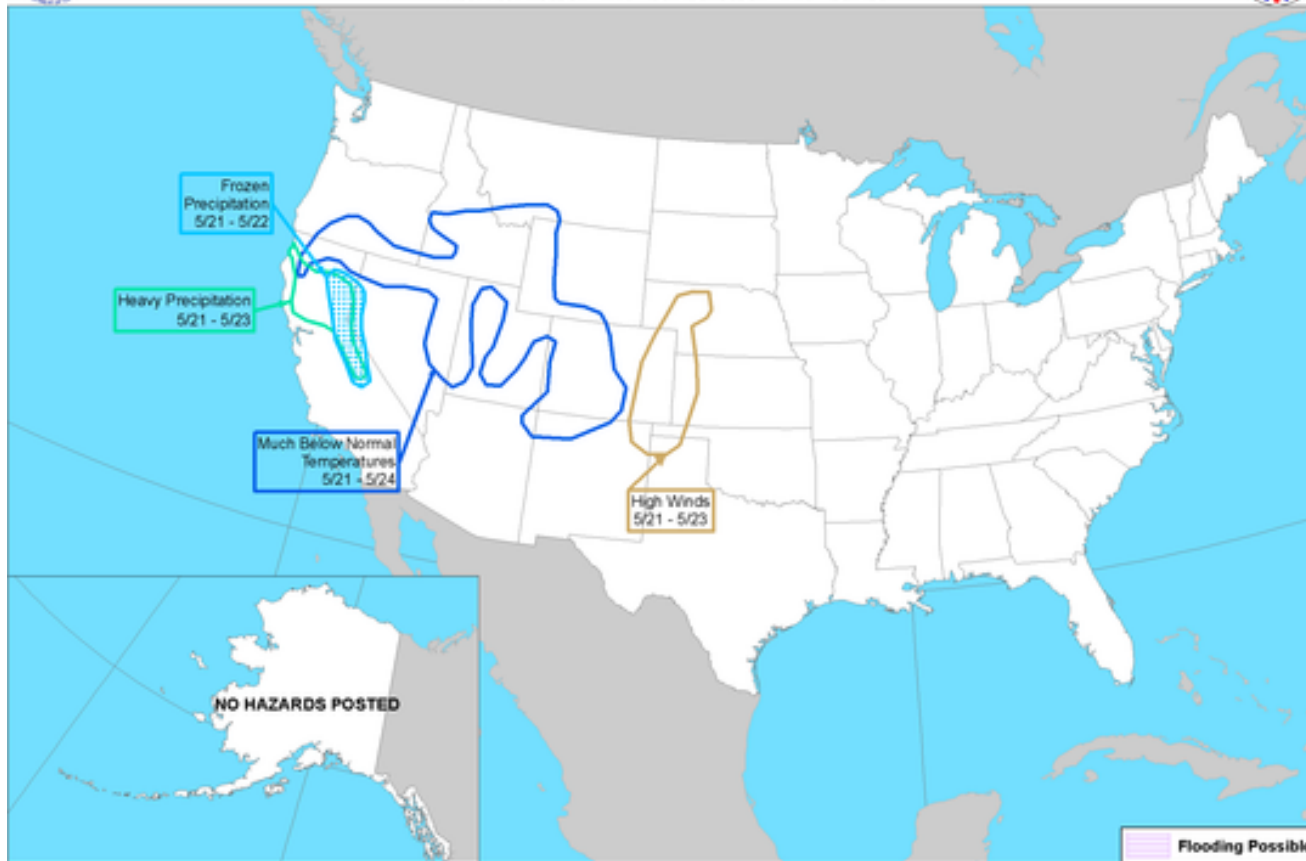 Frozen
Precipitation
5/21 - 5/22
Heavy Precipitation
5/21 - 5/23
Much Below Normal
Temperatures
5/21 - 5/24
High Winds
5/21 - 5/23
NO HAZARDS POSTED
Flooding Possible